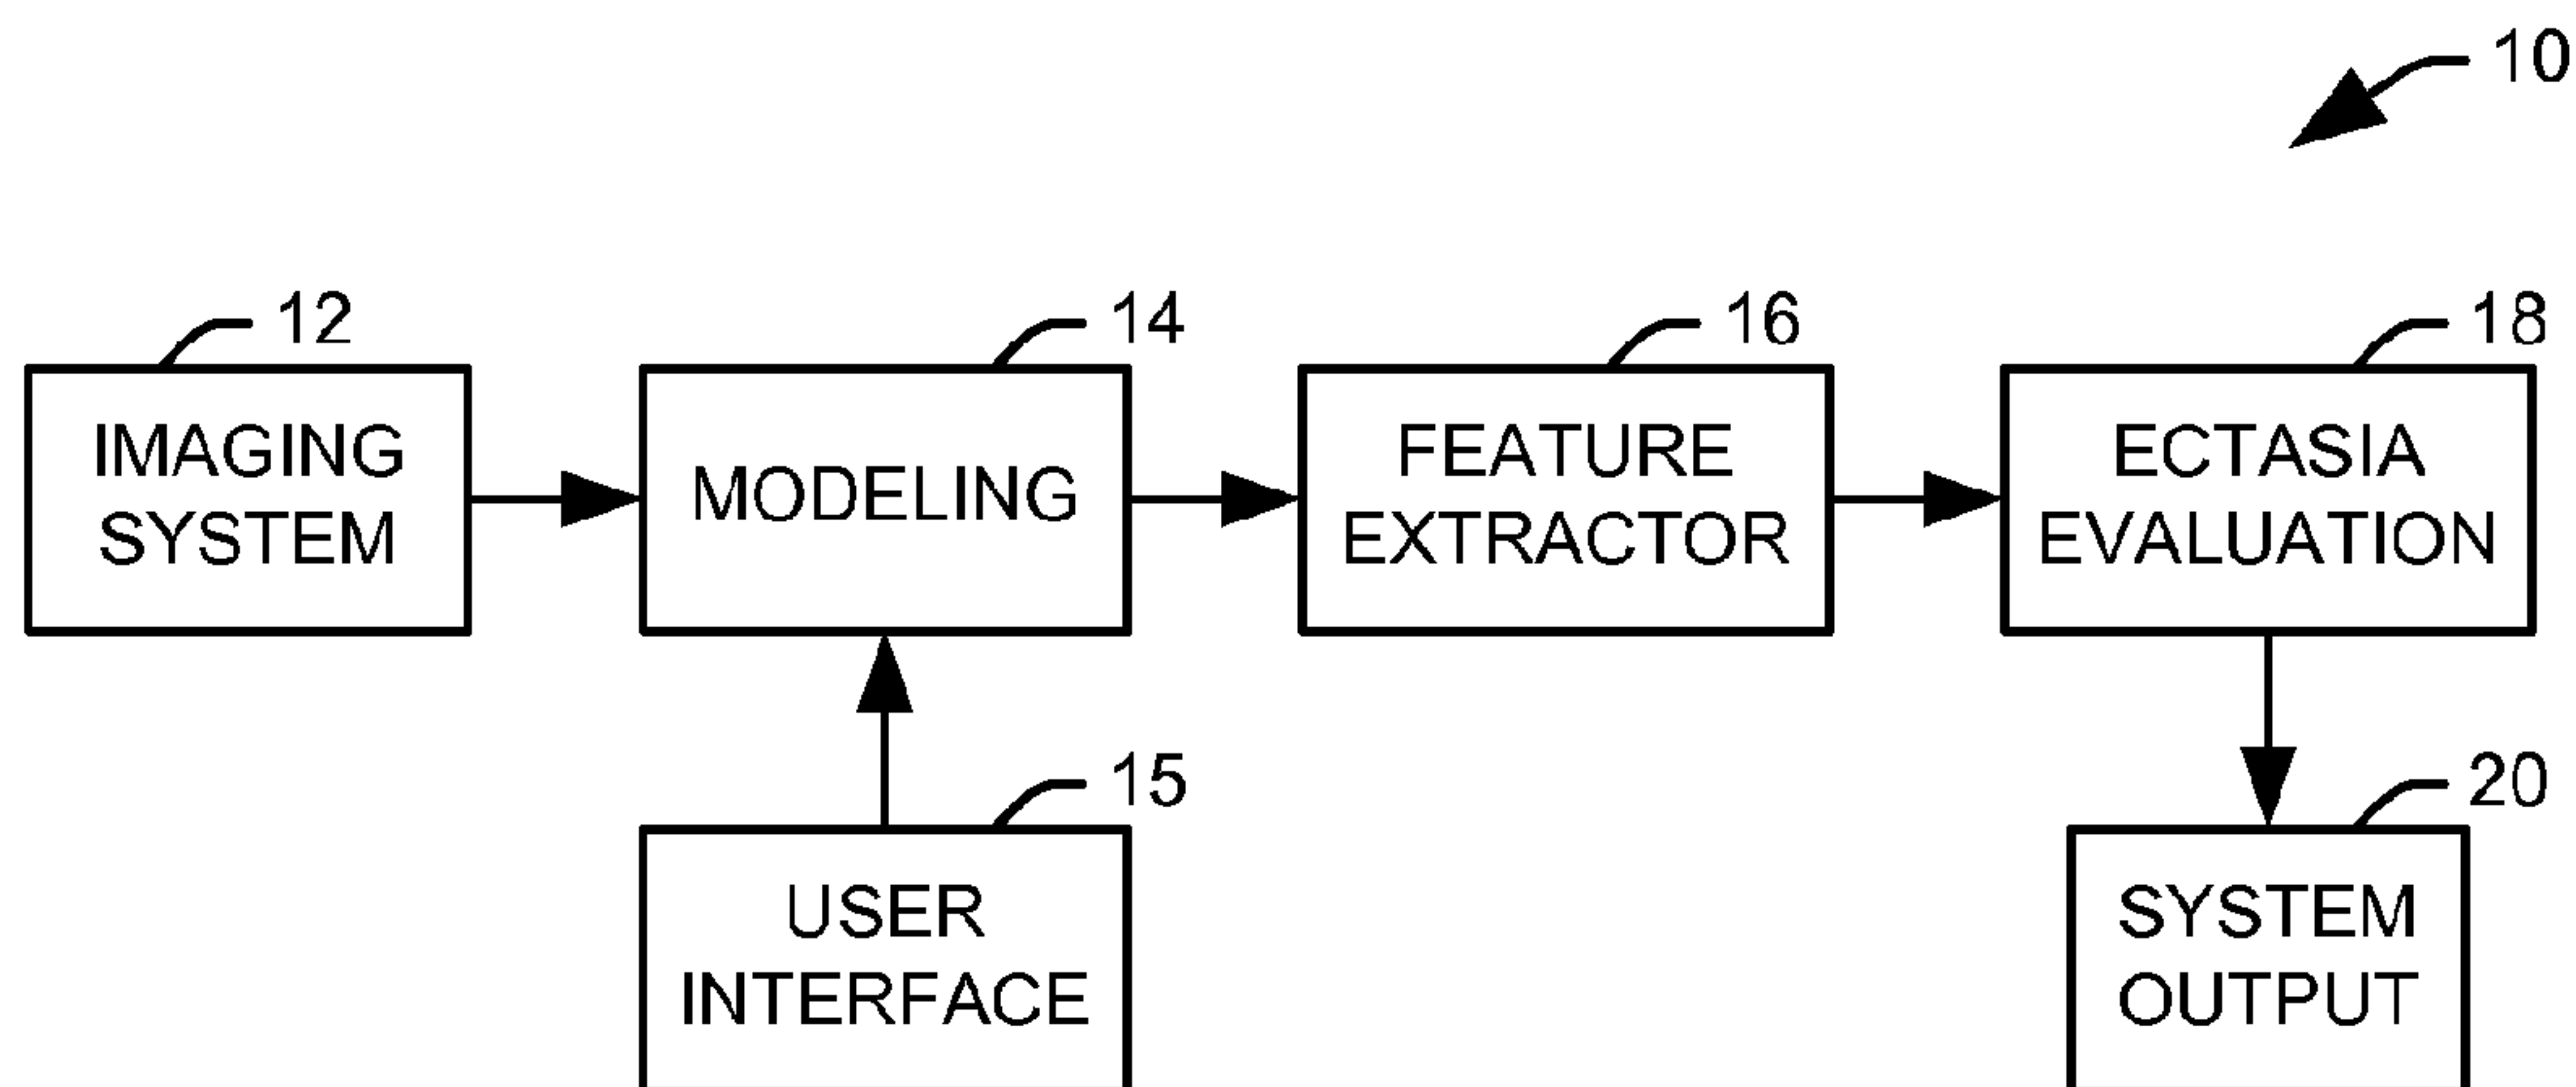 10
12
IMAGING
SYSTEM
14
MODELING
16
FEATURE
EXTRACTOR
18
ECTASIA
EVALUATION
15
USER
INTERFACE
20
SYSTEM
OUTPUT